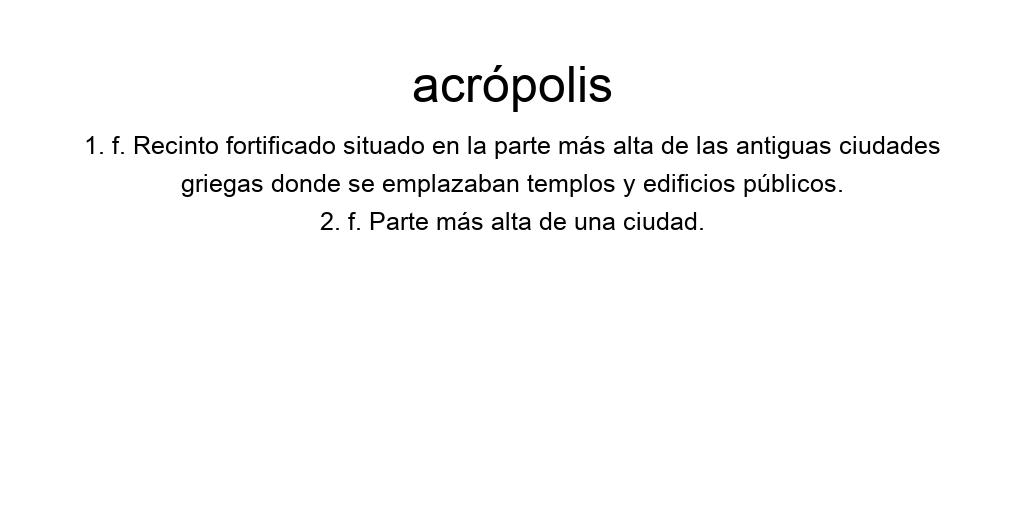 acrópolis
1. f. Recinto fortificado situado en la parte más alta de las antiguas ciudades
griegas donde se emplazaban templos y edificios públicos.
2. f. Parte más alta de una ciudad.